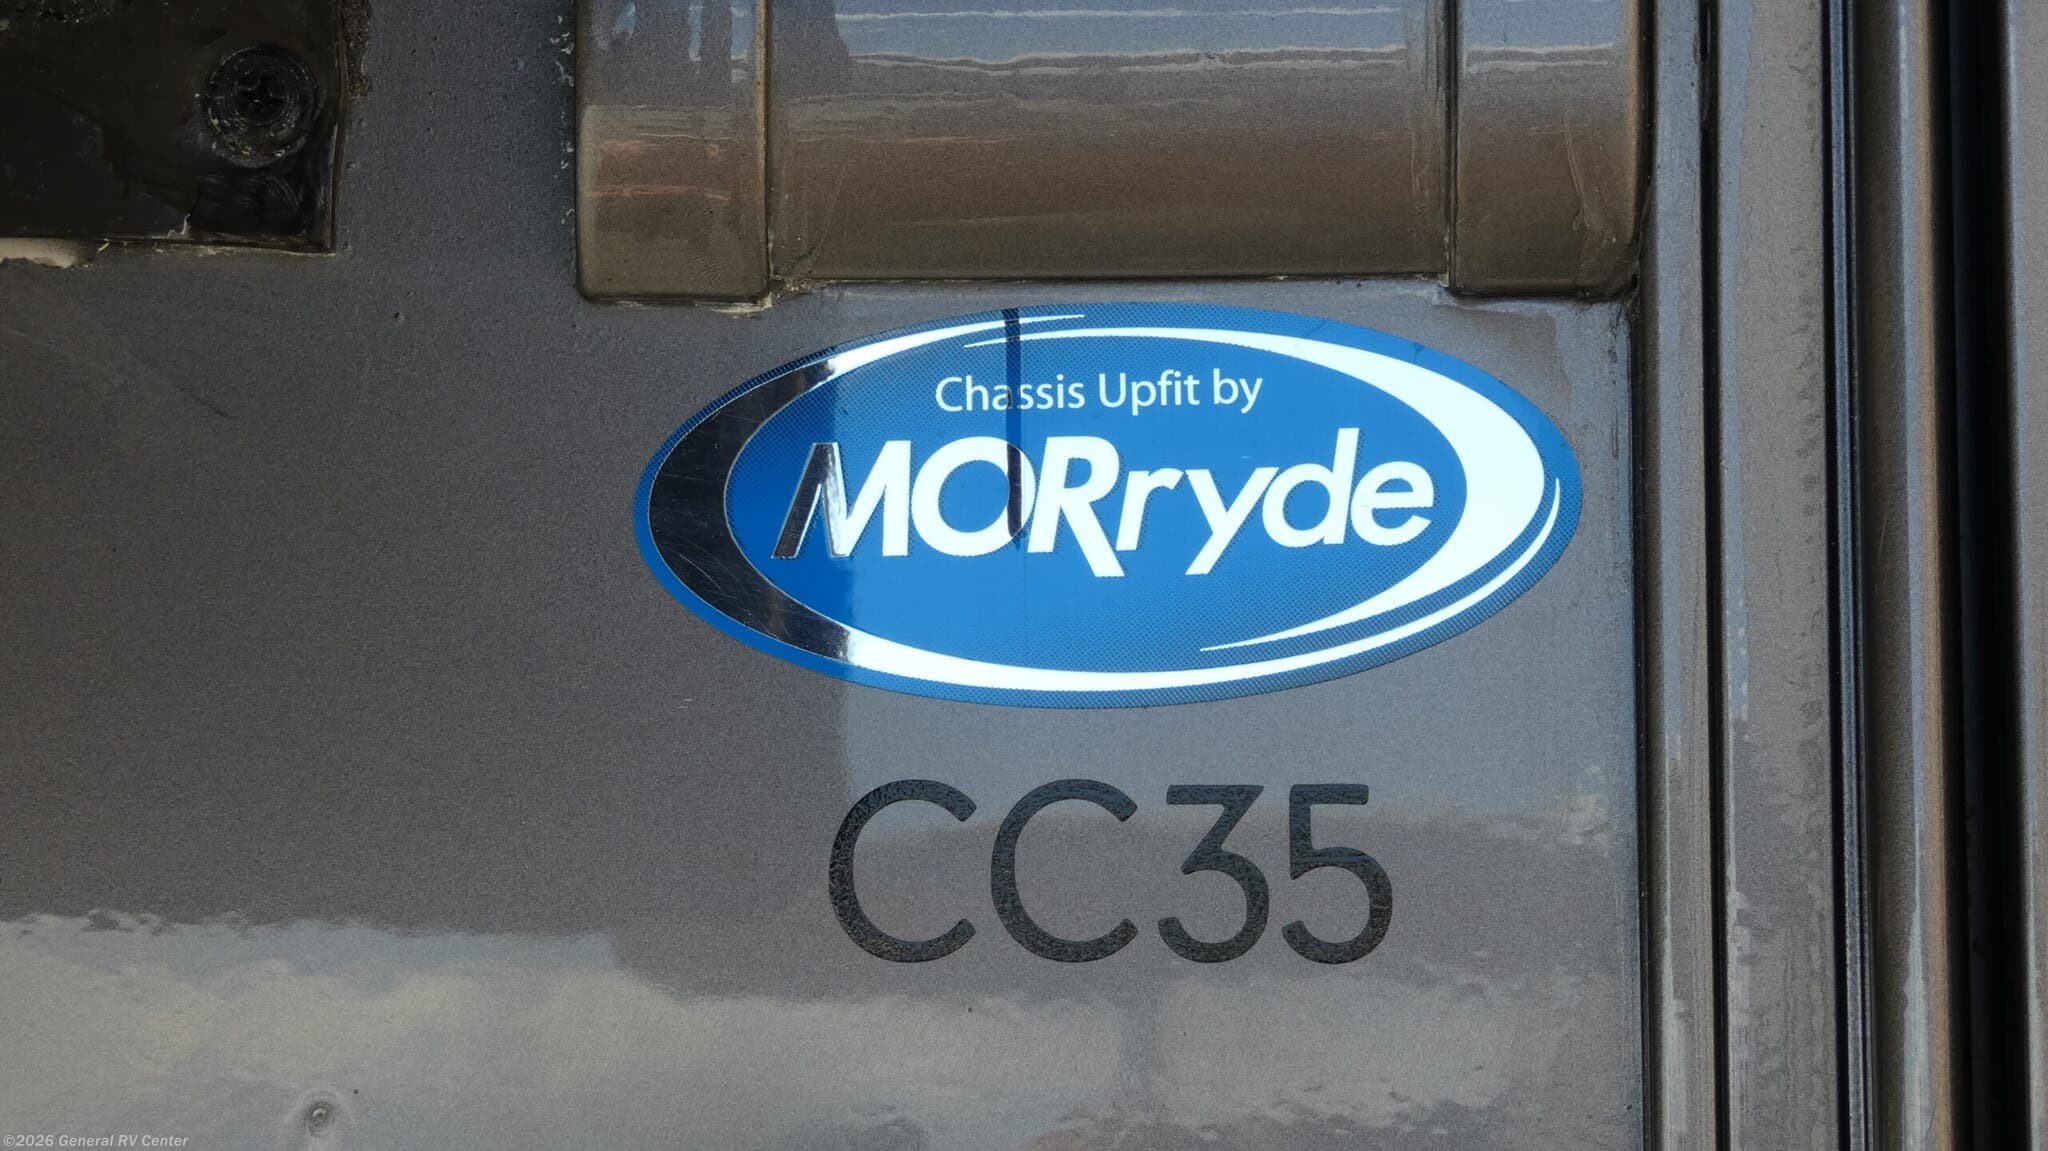 Chassis Upfit by
MORryde
CC35
©2026 General RV Center